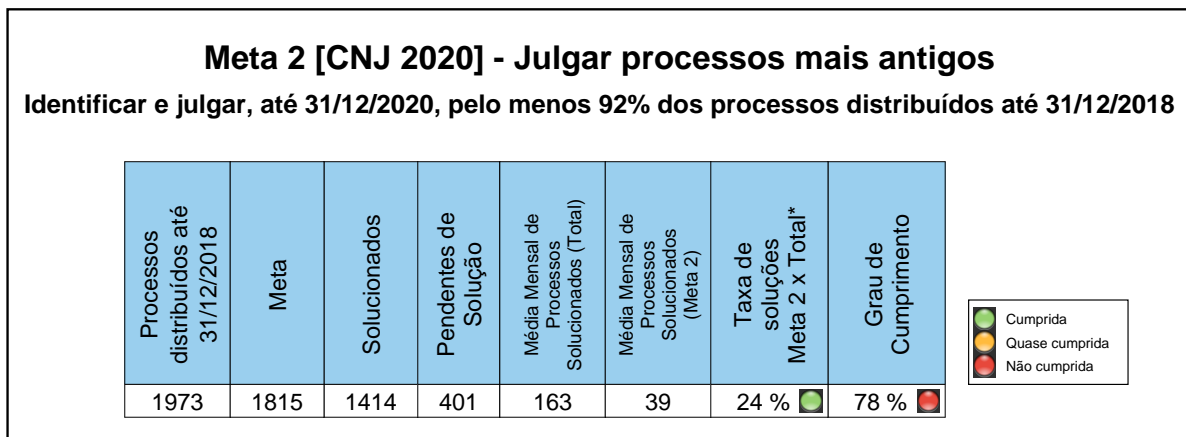 Meta 2 [CNJ 2020] - Julgar processos mais antigos
Identificar e julgar, até 31/12/2020, pelo menos 92% dos processos distribuídos até 31/12/2018
Processos
distribuídos até
31/12/2018
Meta
Solucionados
Pendentes de
Solução
Média Mensal de
Processos
Solucionados (Total)
Média Mensal de
Processos
Solucionados
(Meta 2)
Taxa de
soluções
Meta 2 x Total*
Grau de
Cumprimento
1973 1815 1414 401 163 39 24 % 78 %
Cumprida
Quase cumprida
Não cumprida